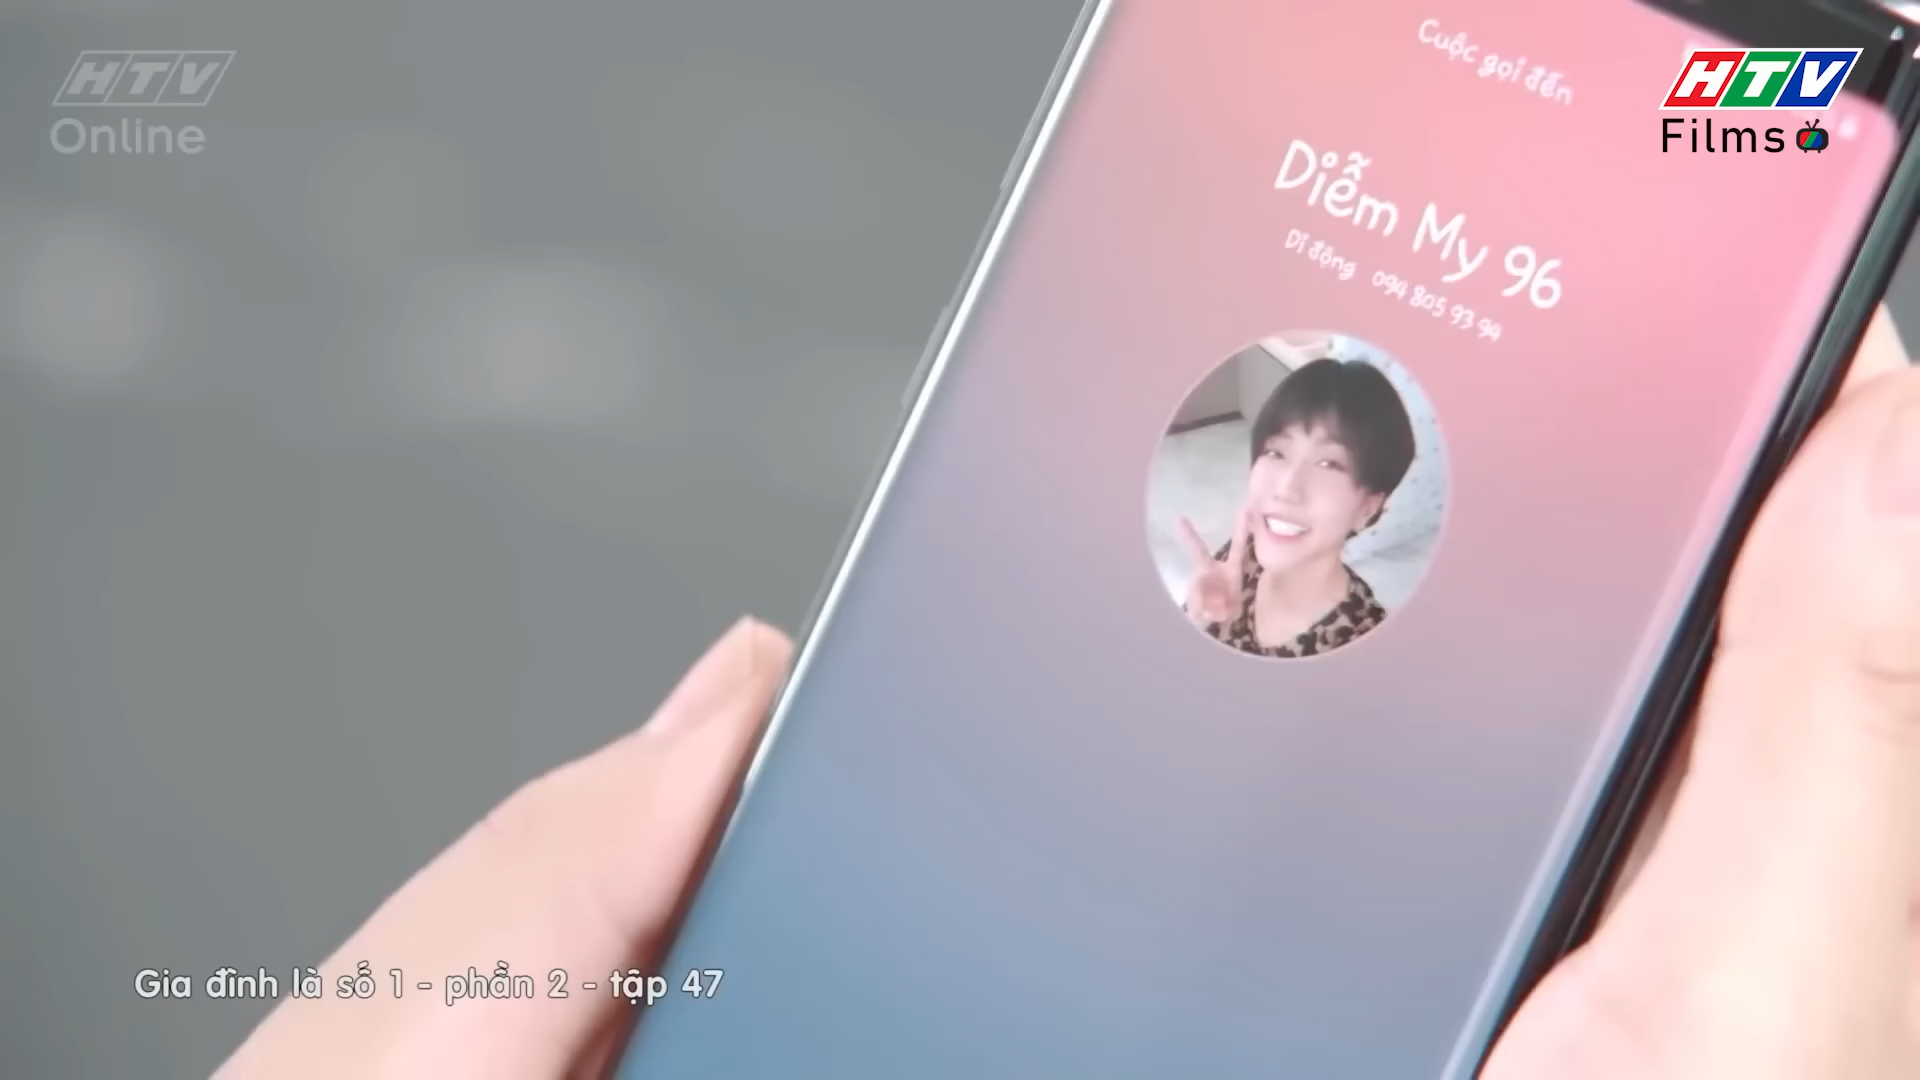 HTV
Online
HTV
Films
Cuộc gọi đến
Diễm My 96
Di động 094 805 93 94
Gia đình là số 1 - phần 2 - tập 47